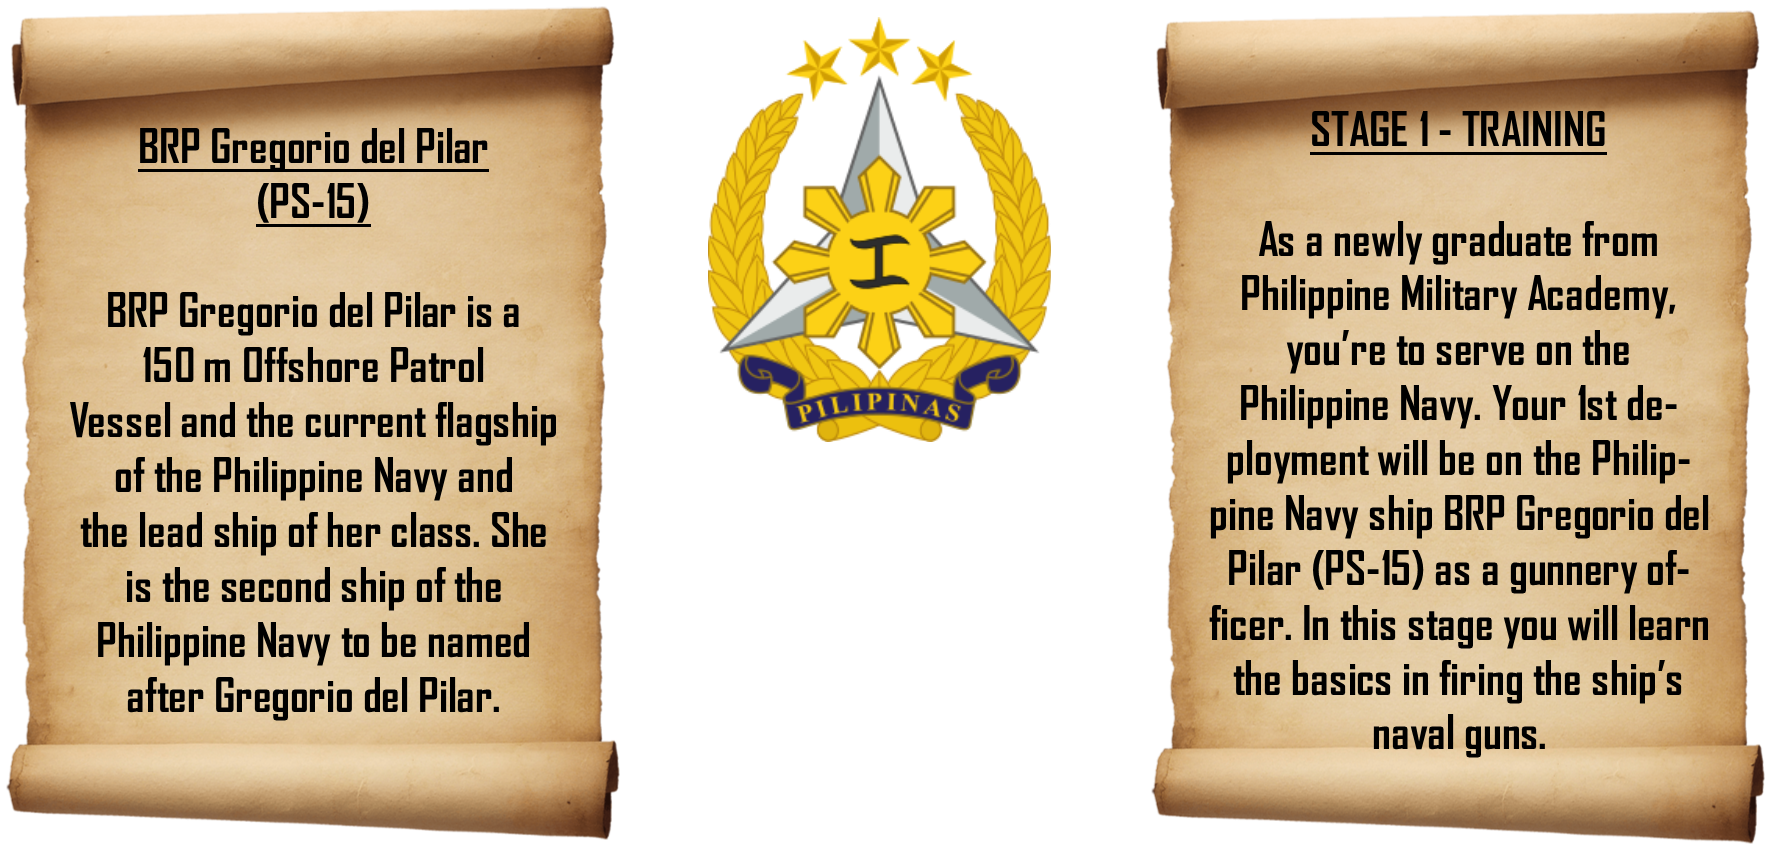 BRP Gregorio del Pilar
(PS-15)
BRP Gregorio del Pilar is a
150 m Offshore Patrol
Vessel and the current flagship
of the Philippine Navy and
the lead ship of her class. She
is the second ship of the
Philippine Navy to be named
after Gregorio del Pilar.
PILIPINAS
STAGE 1 - TRAINING
As a newly graduate from
Philippine Military Academy,
you’re to serve on the
Philippine Navy. Your 1st de-
ployment will be on the Philip-
pine Navy ship BRP Gregorio del
Pilar (PS-15) as a gunnery of-
ficer. In this stage you will learn
the basics in firing the ship’s
naval guns.